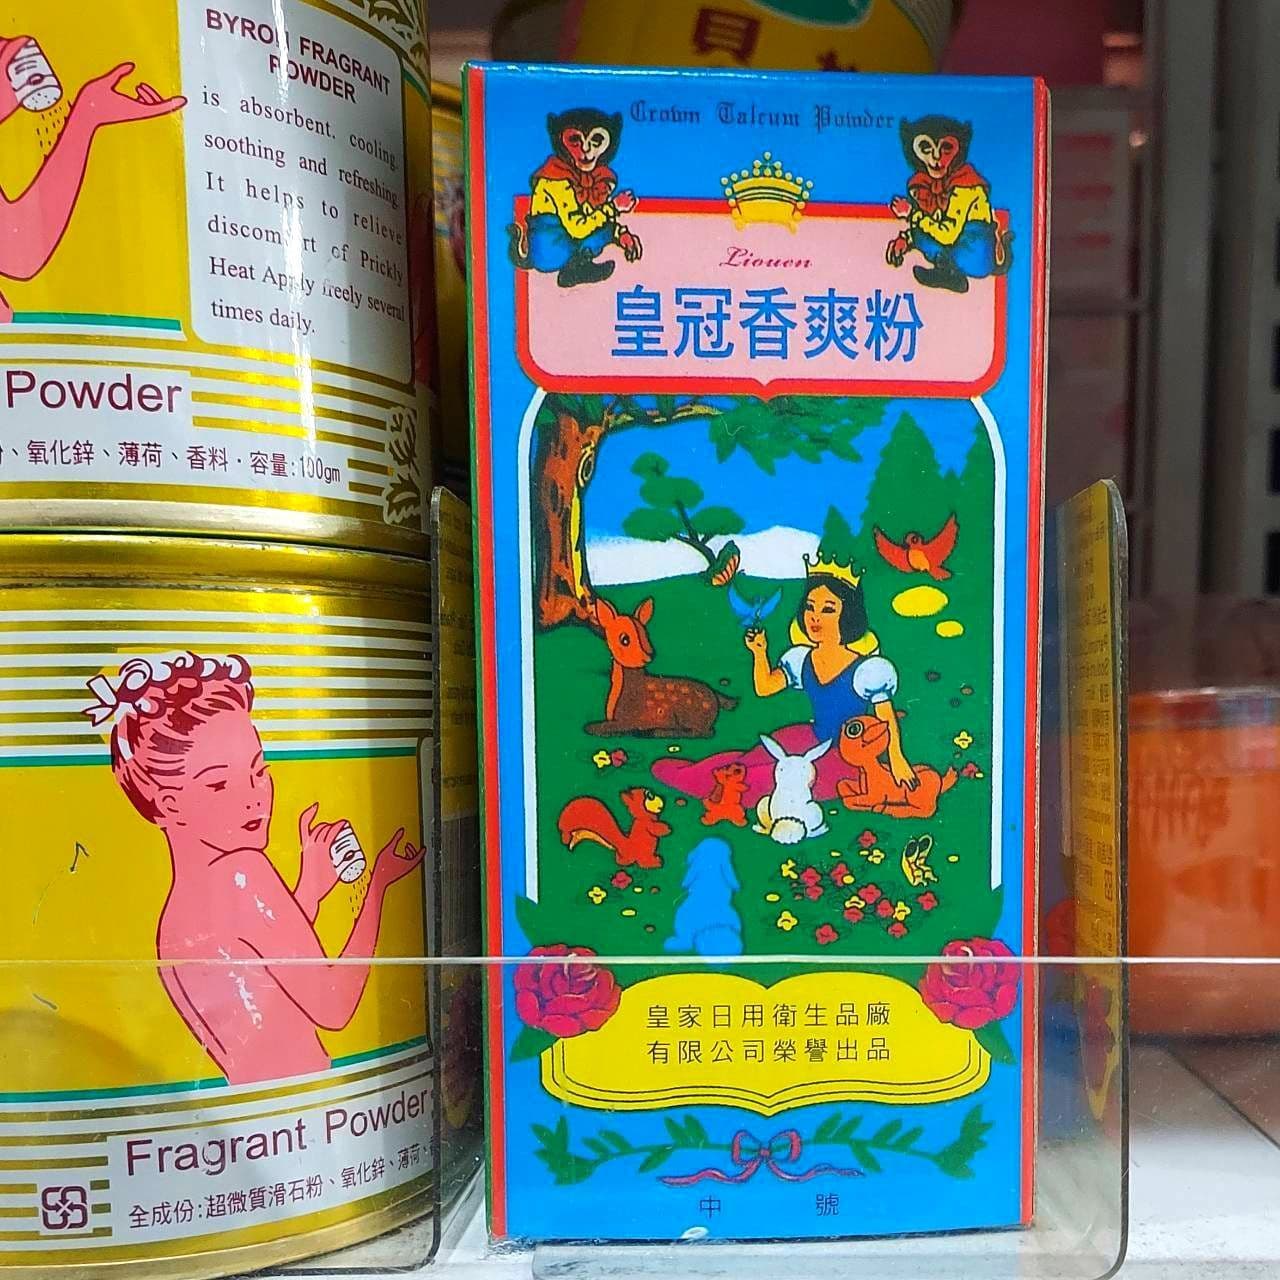 貝
BYRON FRAGRANT
POWDER
is absorbent. cooling.
soothing and refreshing.
It helps to relieve
discomfort of Prickly
Heat Apply freely several
times daily.
Powder
、氧化鋅、薄荷、香料·容量:100gm
Fragrant Powder
全成份:超微質滑石粉、氧化鋅、薄荷、
Crown Talcum Powder
Liouen
皇冠香爽粉
皇家日用衛生品廠
有限公司榮譽出品
中號